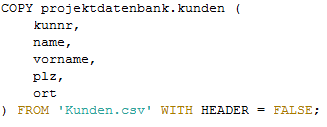 COPY projektdatenbank.kunden (
    kunnr,
    name,
    vorname,
    plz,
    ort
) FROM 'Kunden.csv' WITH HEADER = FALSE;